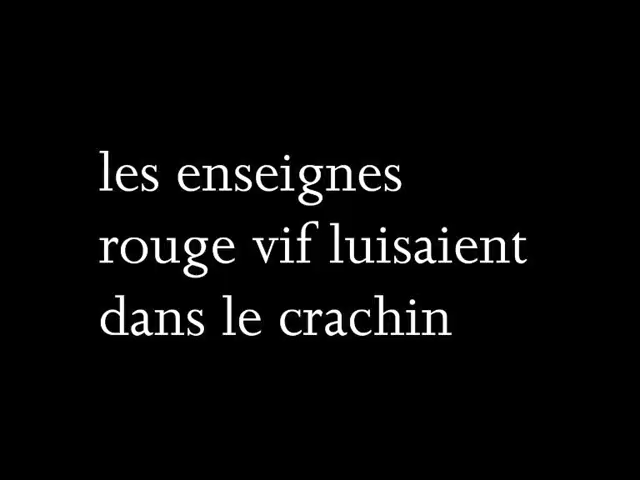 les enseignes
rouge vif luisaient
dans le crachin